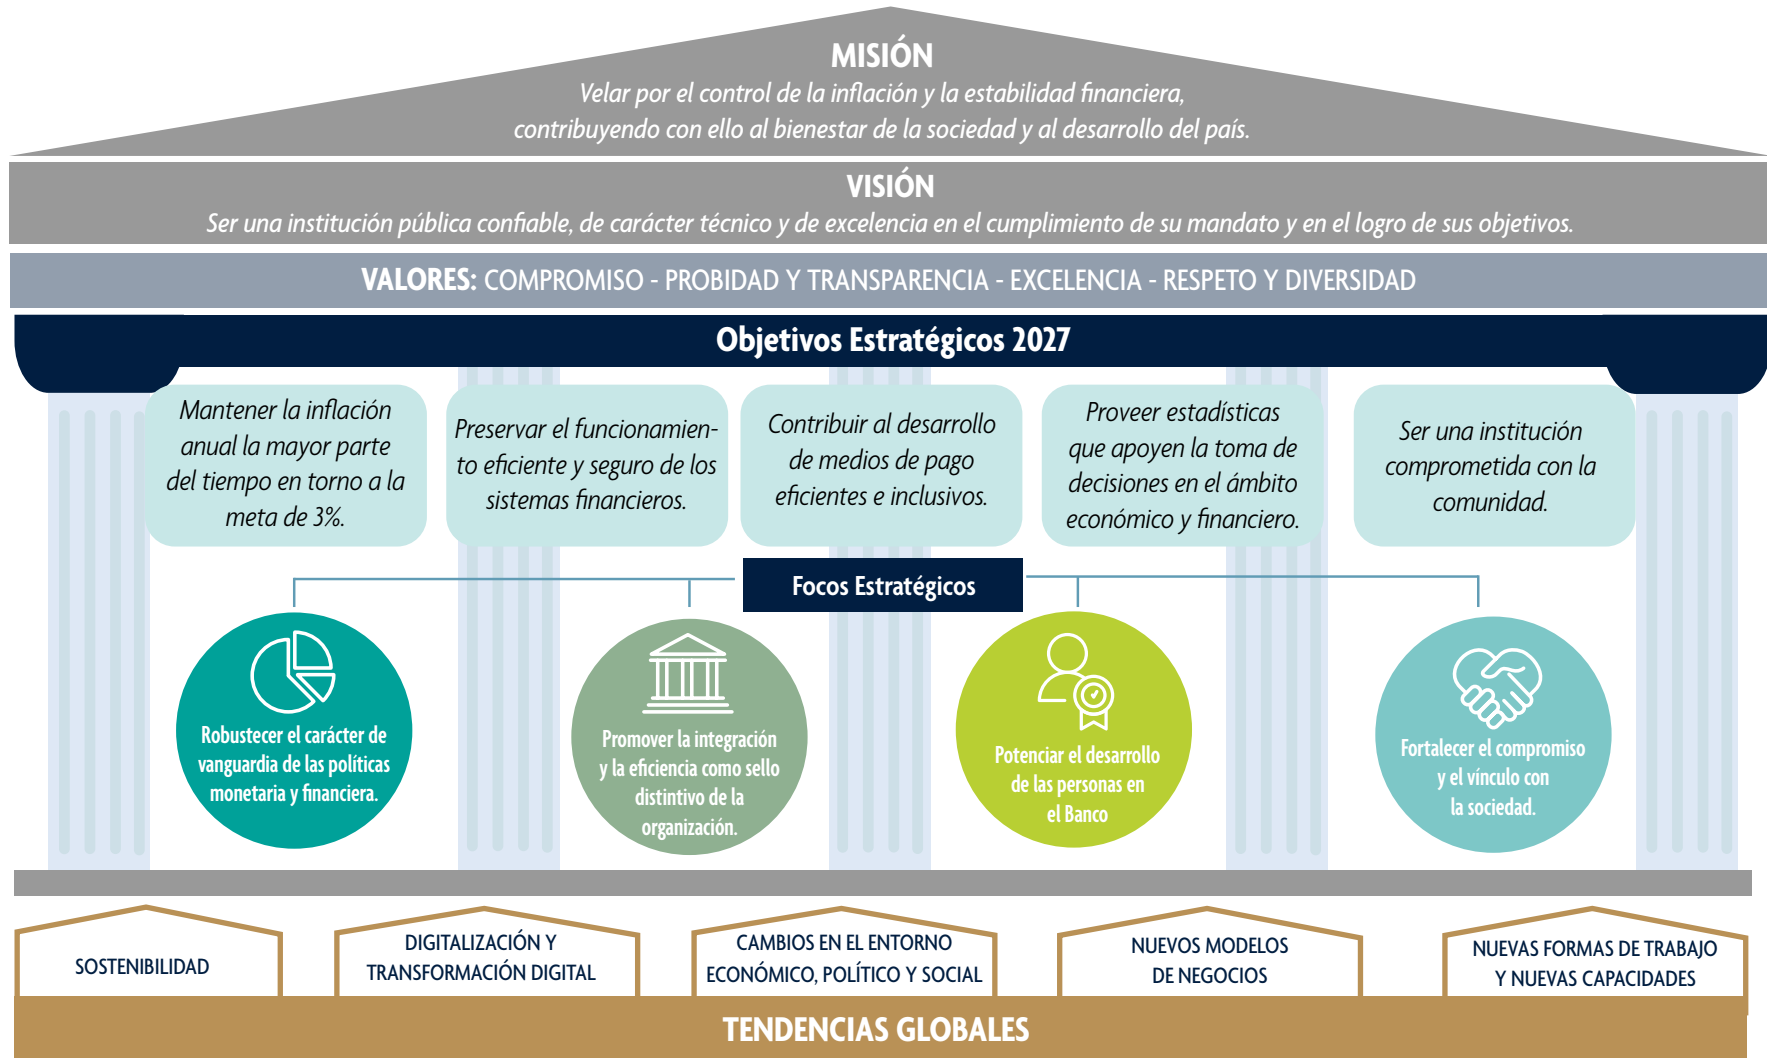 MISIÓN
Velar por el control de la inflación y la estabilidad financiera,
contribuyendo con ello al bienestar de la sociedad y al desarrollo del país.
VISIÓN
Ser una institución pública confiable, de carácter técnico y de excelencia en el cumplimiento de su mandato y en el logro de sus objetivos.
VALORES: COMPROMISO - PROBIDAD Y TRANSPARENCIA - EXCELENCIA - RESPETO Y DIVERSIDAD
Objetivos Estratégicos 2027
Mantener la inflación
anual la mayor parte
del tiempo en torno a la
meta de 3%.
Preservar el funcionamien-
to eficiente y seguro de los
sistemas financieros.
Contribuir al desarrollo
de medios de pago
eficientes e inclusivos.
Proveer estadísticas
que apoyen la toma de
decisiones en el ámbito
económico y financiero.
Ser una institución
comprometida con la
comunidad.
Focos Estratégicos
Robustecer el carácter de
vanguardia de las políticas
monetaria y financiera.
Promover la integración
y la eficiencia como sello
distintivo de la
organización.
Potenciar el desarrollo
de las personas en
el Banco
Fortalecer el compromiso
y el vínculo con
la sociedad.
SOSTENIBILIDAD
DIGITALIZACIÓN Y
TRANSFORMACIÓN DIGITAL
CAMBIOS EN EL ENTORNO
ECONÓMICO, POLÍTICO Y SOCIAL
NUEVOS MODELOS
DE NEGOCIOS
NUEVAS FORMAS DE TRABAJO
Y NUEVAS CAPACIDADES
TENDENCIAS GLOBALES